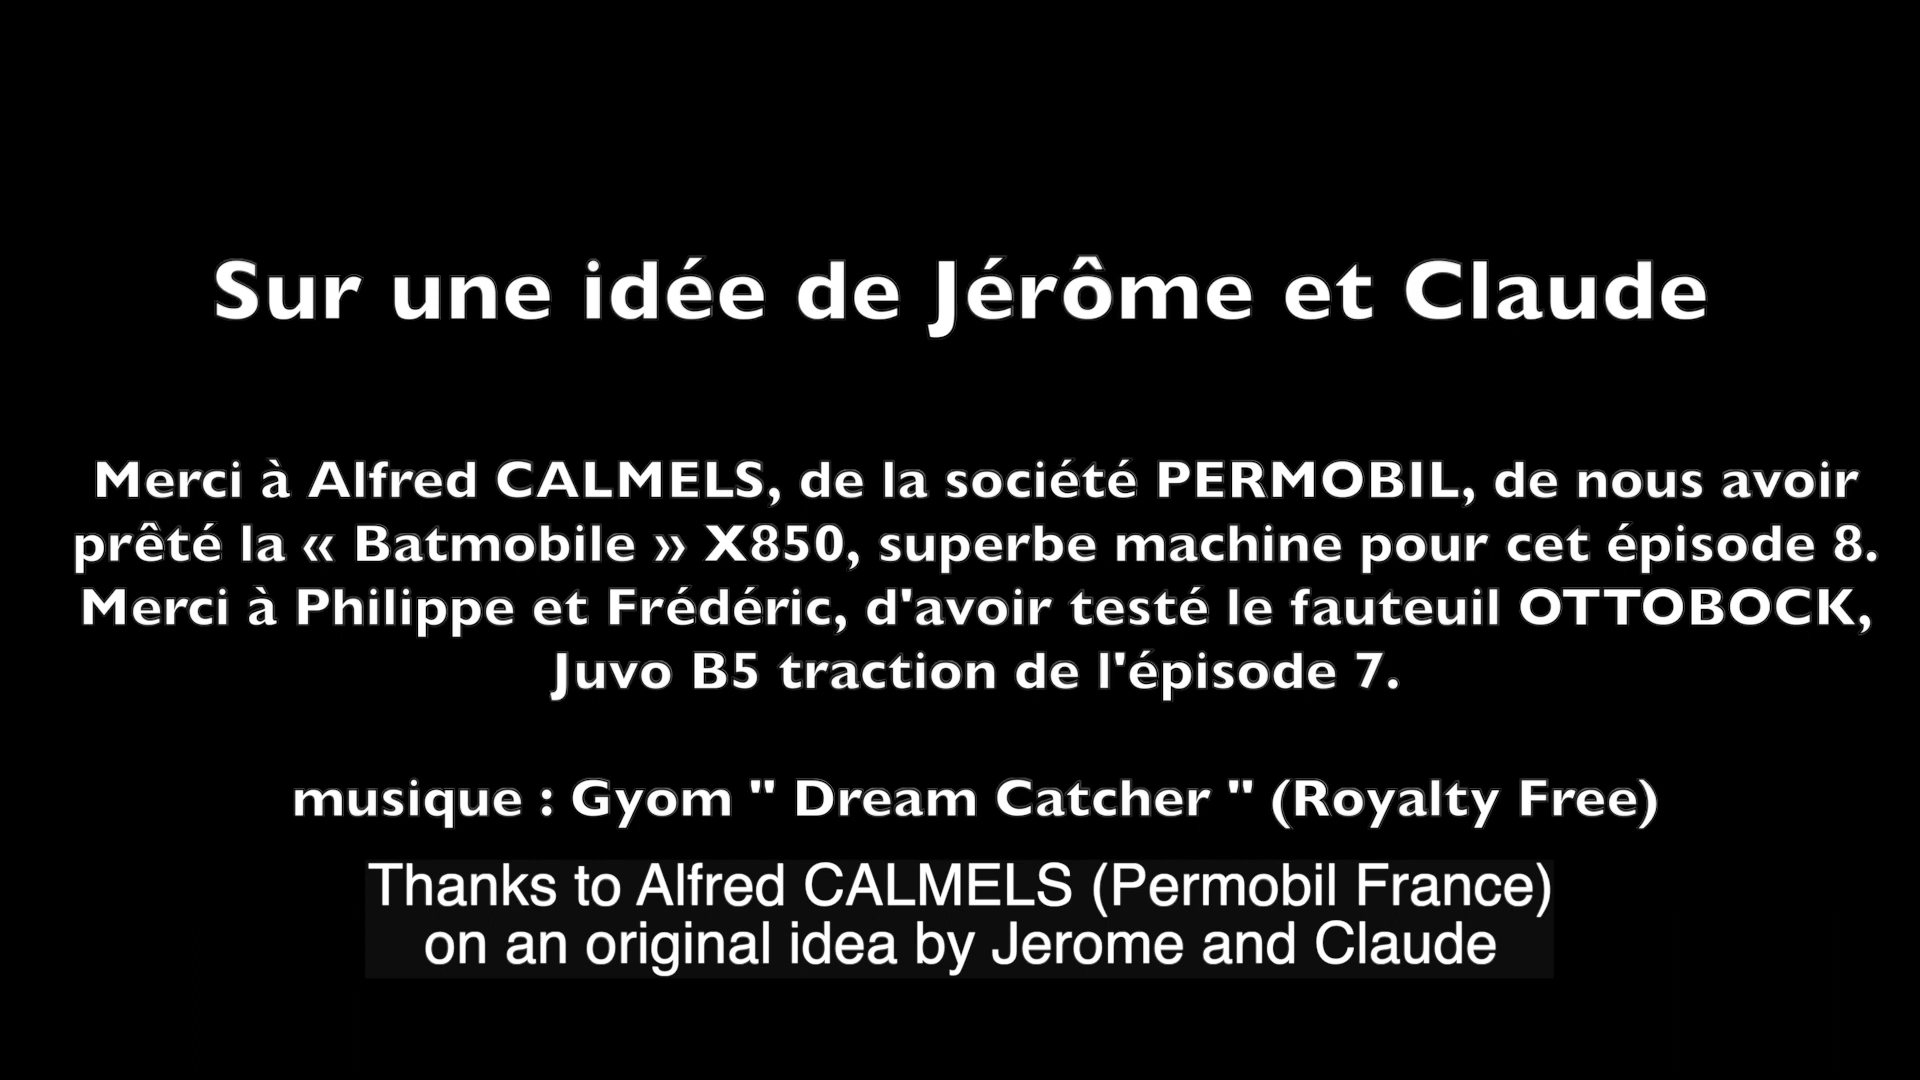 Sur une idée de Jérôme et Claude
Merci à Alfred CALMELS, de la société PERMOBIL, de nous avoir
prêté la « Batmobile » X850, superbe machine pour cet épisode 8.
Merci à Philippe et Frédéric, d'avoir testé le fauteuil OTTOBOCK,
Juvo B5 traction de l'épisode 7.
musique : Gyom " Dream Catcher " (Royalty Free)
Thanks to Alfred CALMELS (Permobil France)
on an original idea by Jerome and Claude